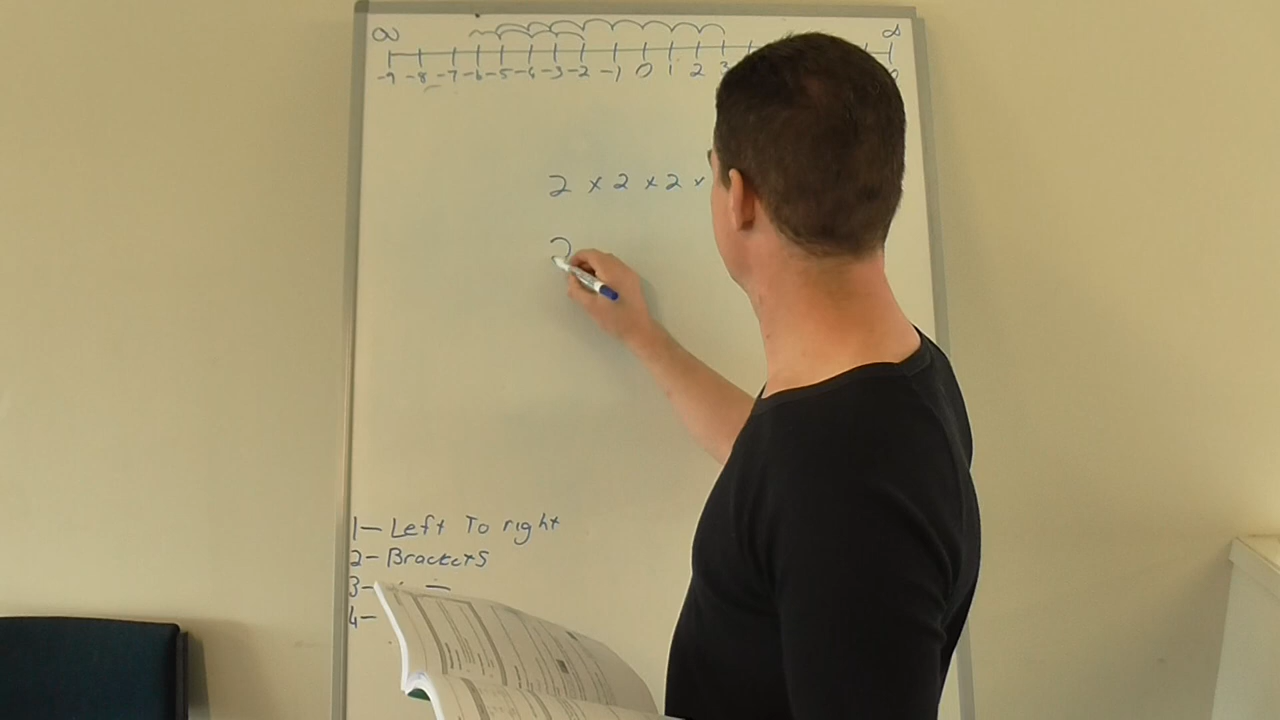 ∞ ∞
-9 -8 -7 -6 -5 -4 -3 -2 -1 0 1 2 3
2 × 2 × 2 ×
2
1- Left To right
2- Brackets
3-
4-